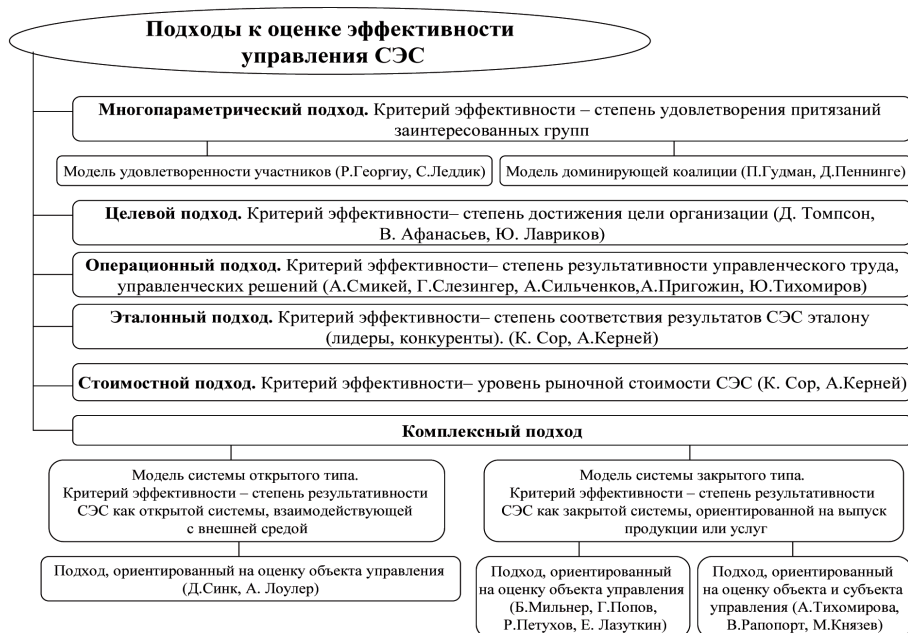 Подходы к оценке эффективности
управления СЭС
Многопараметрический подход. Критерий эффективности – степень удовлетворения притязаний
заинтересованных групп
Модель удовлетворенности участников (Р.Георгиу, С.Леддик)
Модель доминирующей коалиции (П.Гудман, Д.Пеннинге)
Целевой подход. Критерий эффективности– степень достижения цели организации (Д. Томпсон,
В. Афанасьев, Ю. Лавриков)
Операционный подход. Критерий эффективности– степень результативности управленческого труда,
управленческих решений (А.Смикей, Г.Слезингер, А.Сильченков,А.Пригожин, Ю.Тихомиров)
Эталонный подход. Критерий эффективности– степень соответствия результатов СЭС эталону
(лидеры, конкуренты). (К. Сор, А.Керней)
Стоимостной подход. Критерий эффективности– уровень рыночной стоимости СЭС (К. Сор, А.Керней)
Комплексный подход
Модель системы открытого типа.
Критерий эффективности – степень результативности
СЭС как открытой системы, взаимодействующей
с внешней средой
Модель системы закрытого типа.
Критерий эффективности – степень результативности
СЭС как закрытой системы, ориентированной на выпуск
продукции или услуг
Подход, ориентированный на оценку объекта управления
(Д.Синк, А. Лоулер)
Подход, ориентированный
на оценку объекта управления
(Б.Мильнер, Г.Попов,
Р.Петухов, Е. Лазуткин)
Подход, ориентированный
на оценку объекта и субъекта
управления (А.Тихомирова,
В.Рапопорт, М.Князев)